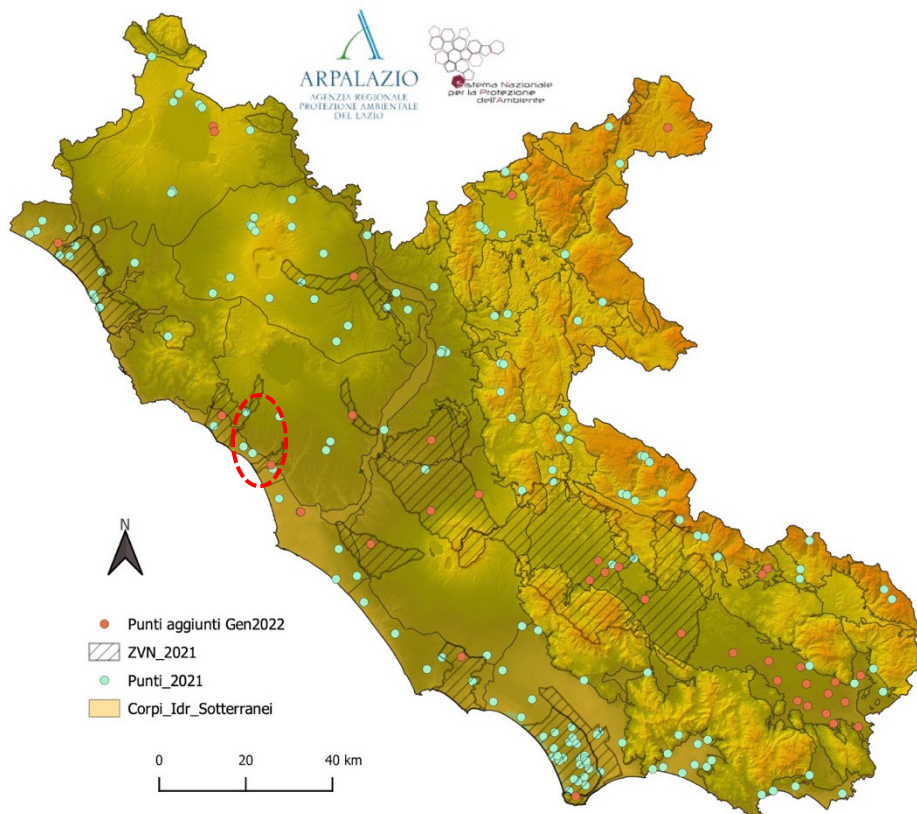 ARPALAZIO
AGENZIA REGIONALE
PROTEZIONE AMBIENTALE
DEL LAZIO
Sistema Nazionale
per la Protezione
dell'Ambiente
N
Punti aggiunti Gen2022
ZVN_2021
Punti_2021
Corpi_Idr_Sotterranei
0 20 40 km